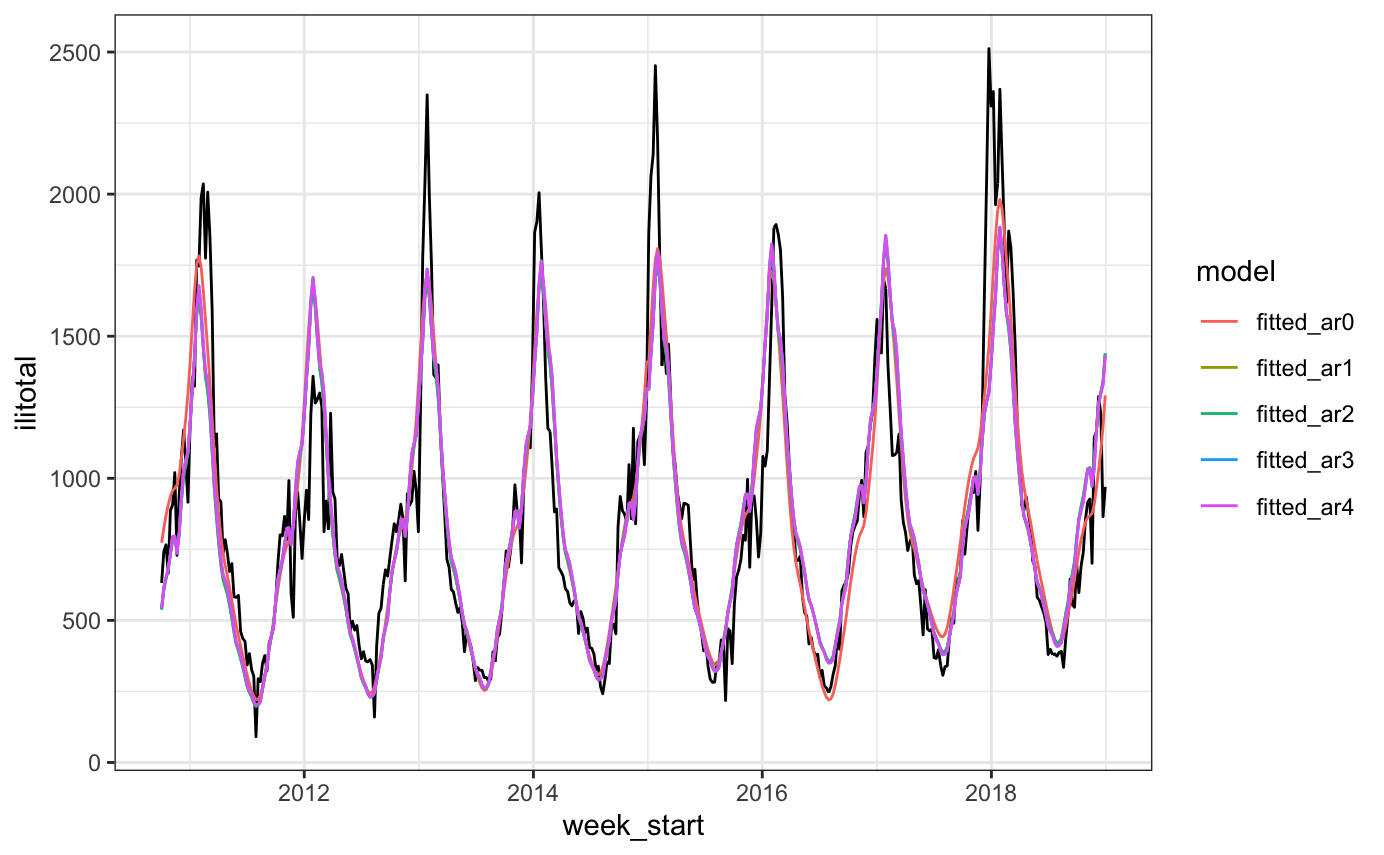 2500
2000
1500
1000
500
0
ilitotal
2012 2014 2016 2018
week_start
model
fitted_ar0
fitted_ar1
fitted_ar2
fitted_ar3
fitted_ar4